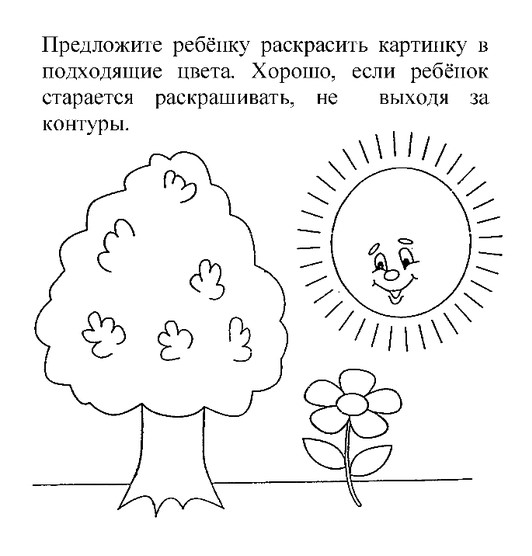 Предложите ребёнку раскрасить картинку в
подходящие цвета. Хорошо, если ребёнок
старается раскрашивать, не выходя за
контуры.